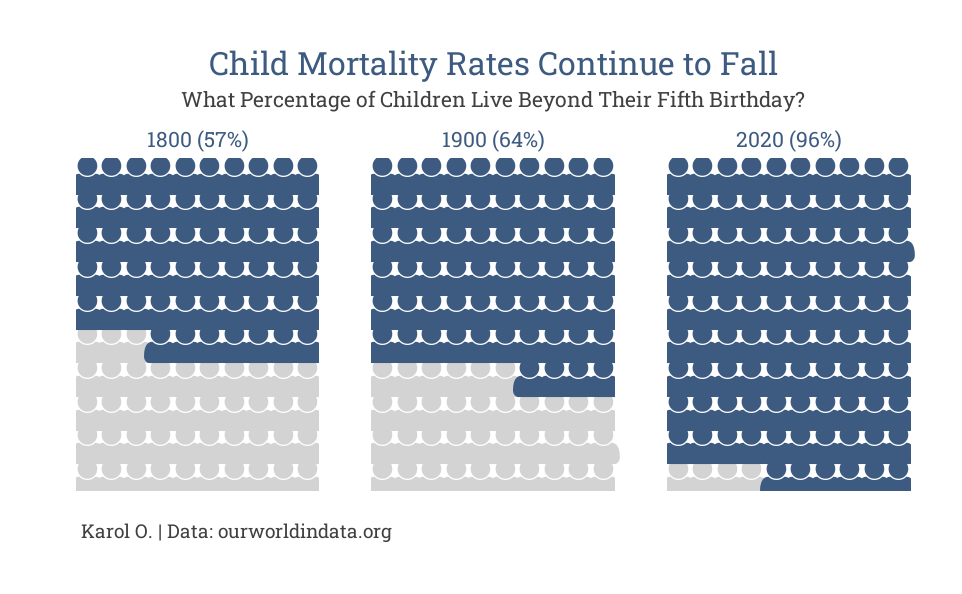 Child Mortality Rates Continue to Fall
What Percentage of Children Live Beyond Their Fifth Birthday?
1800 (57%)
1900 (64%)
2020 (96%)
Karol O. | Data: ourworldindata.org